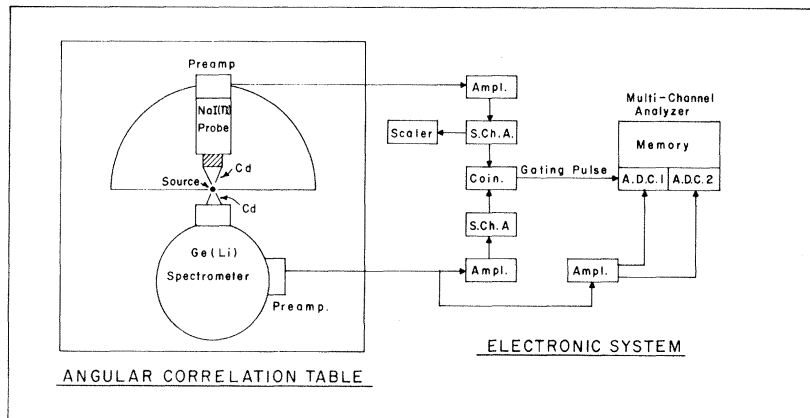 Preamp
NaI(Tl)
Probe
Cd
Source
Cd
Ge(Li)
Spectrometer
Preamp.
ANGULAR CORRELATION TABLE
Ampl.
Scaler
S.Ch.A.
Coin.
Gating Pulse
S.Ch.A
Ampl.
Ampl.
Multi-Channel
Analyzer
Memory
A.D.C.1
A.D.C.2
ELECTRONIC SYSTEM